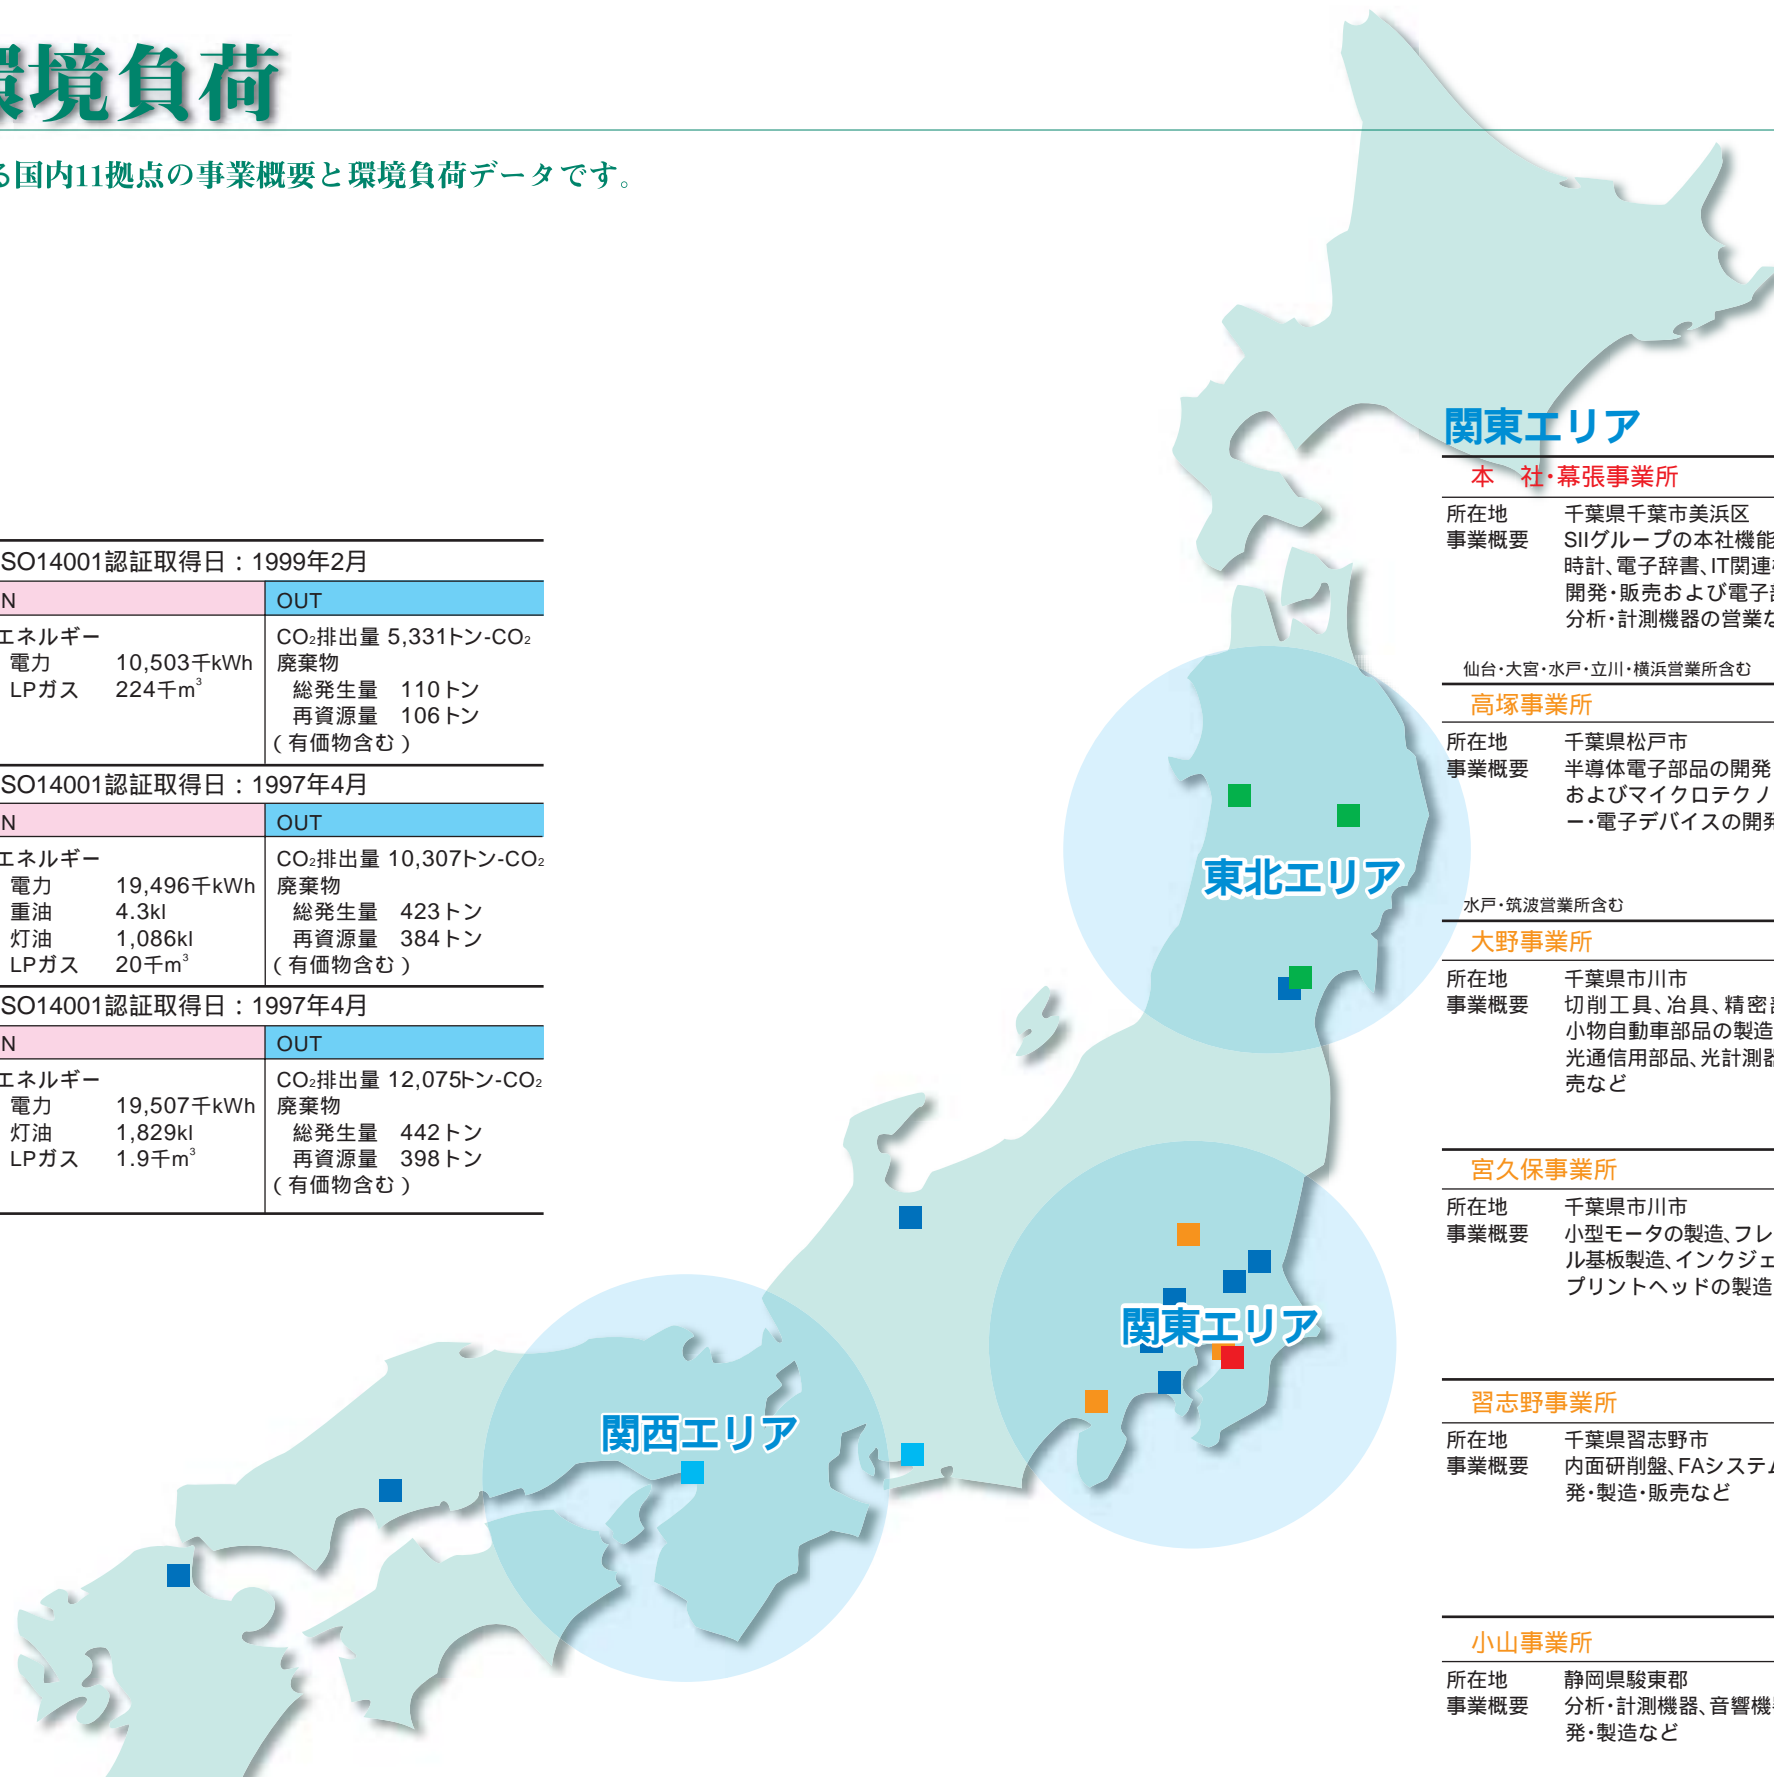 環境負荷
る国内11拠点の事業概要と環境負荷データです。
SO14001認証取得日：1999年2月
N OUT
エネルギー
電力 10,503千kWh
LPガス 224千m³
CO₂排出量 5,331トン-CO₂
廃棄物
総発生量 110トン
再資源量 106トン
(有価物含む)
SO14001認証取得日：1997年4月
N OUT
エネルギー
電力 19,496千kWh
重油 4.3kl
灯油 1,086kl
LPガス 20千m³
CO₂排出量 10,307トン-CO₂
廃棄物
総発生量 423トン
再資源量 384トン
(有価物含む)
SO14001認証取得日：1997年4月
N OUT
エネルギー
電力 19,507千kWh
灯油 1,829kl
LPガス 1.9千m³
CO₂排出量 12,075トン-CO₂
廃棄物
総発生量 442トン
再資源量 398トン
(有価物含む)
東北エリア
関東エリア
関西エリア
関東エリア
本 社・幕張事業所
所在地 千葉県千葉市美浜区
事業概要 SIIグループの本社機能
時計、電子辞書、IT関連
開発・販売および電子
分析・計測機器の営業
仙台・大宮・水戸・立川・横浜営業所含む
高塚事業所
所在地 千葉県松戸市
事業概要 半導体電子部品の開発
およびマイクロテクノ
ー・電子デバイスの開発
水戸・筑波営業所含む
大野事業所
所在地 千葉県市川市
事業概要 切削工具、冶具、精密
小物自動車部品の製造
光通信用部品、光計測器
売など
宮久保事業所
所在地 千葉県市川市
事業概要 小型モータの製造、フレ
ル基板製造、インクジェ
プリントヘッドの製造
習志野事業所
所在地 千葉県習志野市
事業概要 内面研削盤、FAシステム
発・製造・販売など
小山事業所
所在地 静岡県駿東郡
事業概要 分析・計測機器、音響機
発・製造など